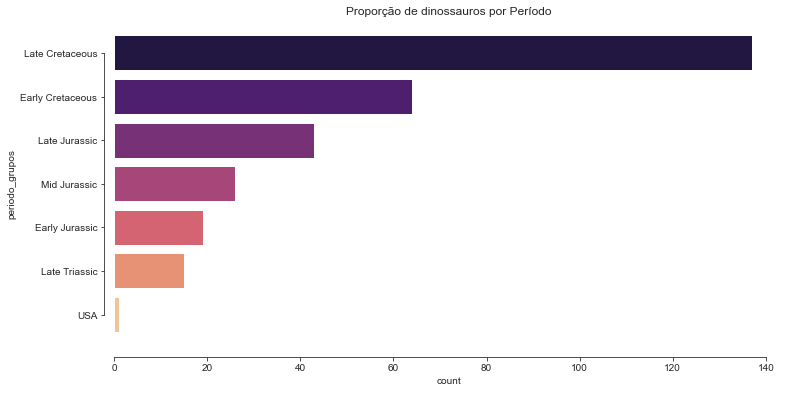 Proporção de dinossauros por Período
Late Cretaceous
Early Cretaceous
Late Jurassic
Mid Jurassic
Early Jurassic
Late Triassic
USA
periodo_grupos
0 20 40 60 80 100 120 140
count